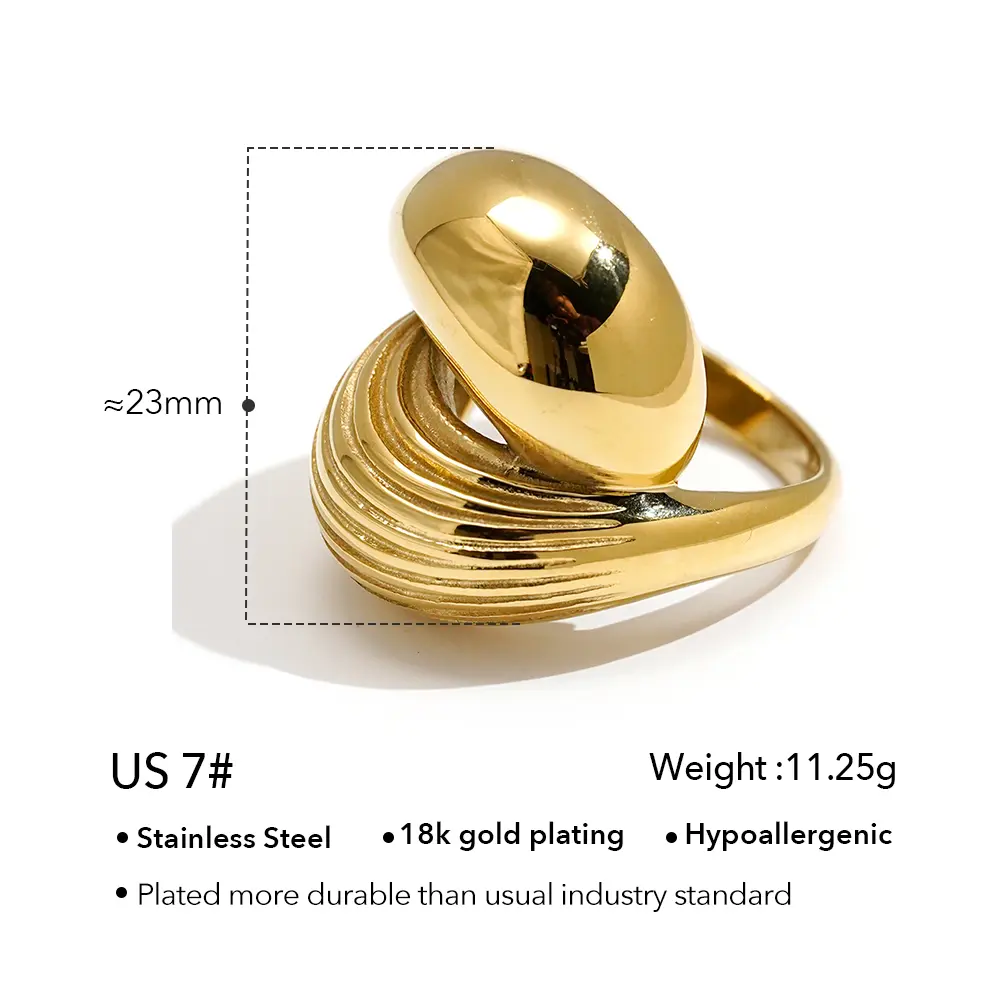 ≈23mm
US 7#
Weight :11.25g
• Stainless Steel • 18k gold plating • Hypoallergenic
• Plated more durable than usual industry standard